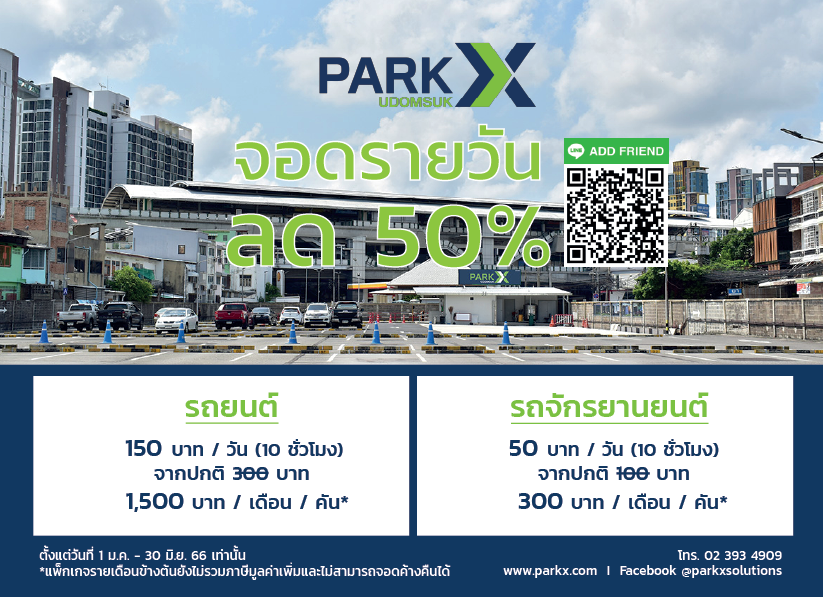 PARK X
UDOMSUK
จอดรายวัน
ลด 50%
LINE ADD FRIEND
PARK X
UDOMSUK
รถยนต์
150 บาท / วัน (10 ชั่วโมง)
จากปกติ 300 บาท
1,500 บาท / เดือน / คัน*
รถจักรยานยนต์
50 บาท / วัน (10 ชั่วโมง)
จากปกติ 100 บาท
300 บาท / เดือน / คัน*
ตั้งแต่วันที่ 1 ม.ค. - 30 มิ.ย. 66 เท่านั้น
*แพ็กเกจรายเดือนข้างต้นยังไม่รวมภาษีมูลค่าเพิ่มและไม่สามารถจอดค้างคืนได้
โทร. 02 393 4909
www.parkx.com I Facebook @parkxsolutions